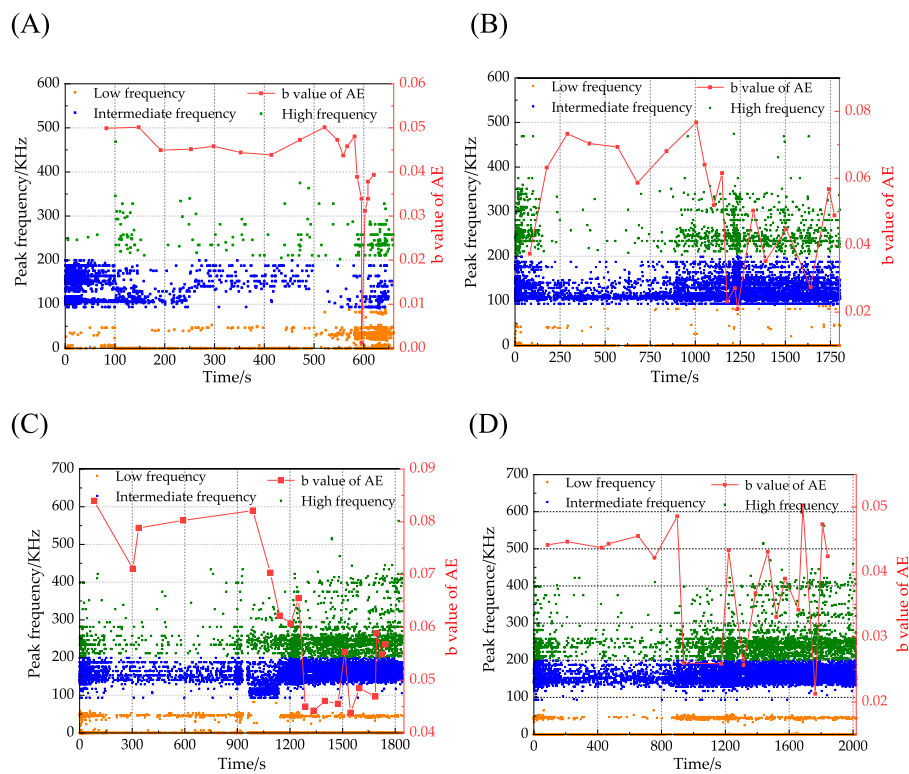 (A)
(B)
Low frequency
b value of AE
Intermediate frequency
High frequency
600
500
400
300
200
100
0
Peak frequency/KHz
0.06
0.05
0.04
0.03
0.02
0.01
0.00
b value of AE
0 100 200 300 400 500 600
Time/s
Low frequency
b value of AE
Intermediate frequency
High frequency
600
500
400
300
200
100
0
Peak frequency/KHz
0.08
0.06
0.04
0.02
b value of AE
0 250 500 750 1000 1250 1500 1750
Time/s
(C)
(D)
Low frequency
b value of AE
Intermediate frequency
High frequency
700
600
500
400
300
200
100
0
Peak frequency/KHz
0.09
0.08
0.07
0.06
0.05
0.04
b value of AE
0 300 600 900 1200 1500 1800
Time/s
Low frequency
b value of AE
Intermediate frequency
High frequency
700
600
500
400
300
200
100
0
Peak frequence/KHz
0.05
0.04
0.03
0.02
b value of AE
0 400 800 1200 1600 2000
Time/s